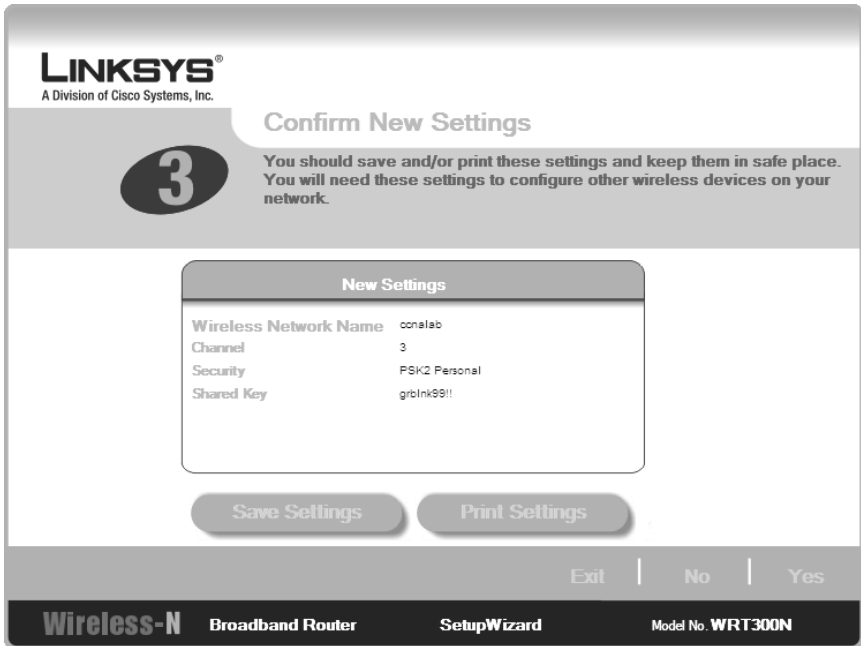 LINKSYS®
A Division of Cisco Systems, Inc.
Confirm New Settings
3
You should save and/or print these settings and keep them in safe place.
You will need these settings to configure other wireless devices on your
network.
New Settings
Wireless Network Name ccnalab
Channel 3
Security PSK2 Personal
Shared Key grblnk99!!
Save Settings Print Settings
Exit No Yes
Wireless-N Broadband Router SetupWizard Model No. WRT300N